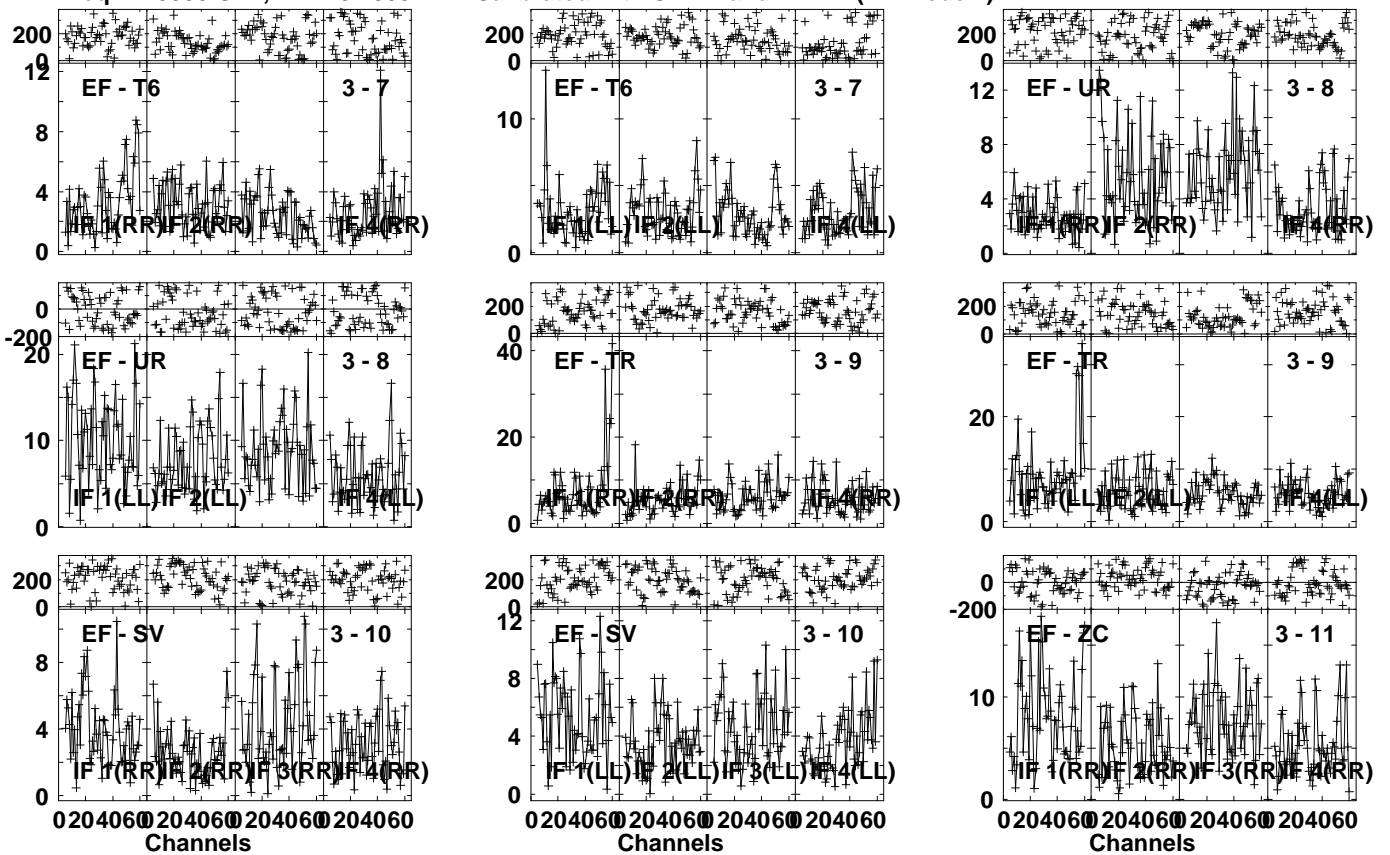 200 0 200 0 200 0
12 EF - T6 3 - 7 EF - T6 3 - 7 EF - UR 3 - 8
12
10
8
8
4
4
IF 1(RR) IF 2(RR) IF 4(RR) IF 1(LL) IF 2(LL) IF 4(LL) IF 1(RR) IF 2(RR) IF 4(RR)
0 0 0
0 200 200
-200 0 0
20 EF - UR 3 - 8 40 EF - TR 3 - 9 EF - TR 3 - 9
20 20
10
IF 1(LL) IF 2(LL) IF 4(LL) IF 1(RR) IF 2(RR) IF 4(RR) IF 1(LL) IF 2(LL) IF 4(LL)
0 0 0
200 200 0
0 0 -200
EF - SV 3 - 10 12 EF - SV 3 - 10 EF - ZC 3 - 11
8 8 10
4 4
IF 1(RR) IF 2(RR) IF 3(RR) IF 4(RR) IF 1(LL) IF 2(LL) IF 3(LL) IF 4(LL) IF 1(RR) IF 2(RR) IF 3(RR) IF 4(RR)
0 0 0
0 20 40 60 0 20 40 60 0 20 40 60 0 20 40 60 0 20 40 60 0 20 40 60 0 20 40 60 0 20 40 60 0 20 40 60 0 20 40 60 0 20 40 60 0 20 40 60
Channels Channels Channels